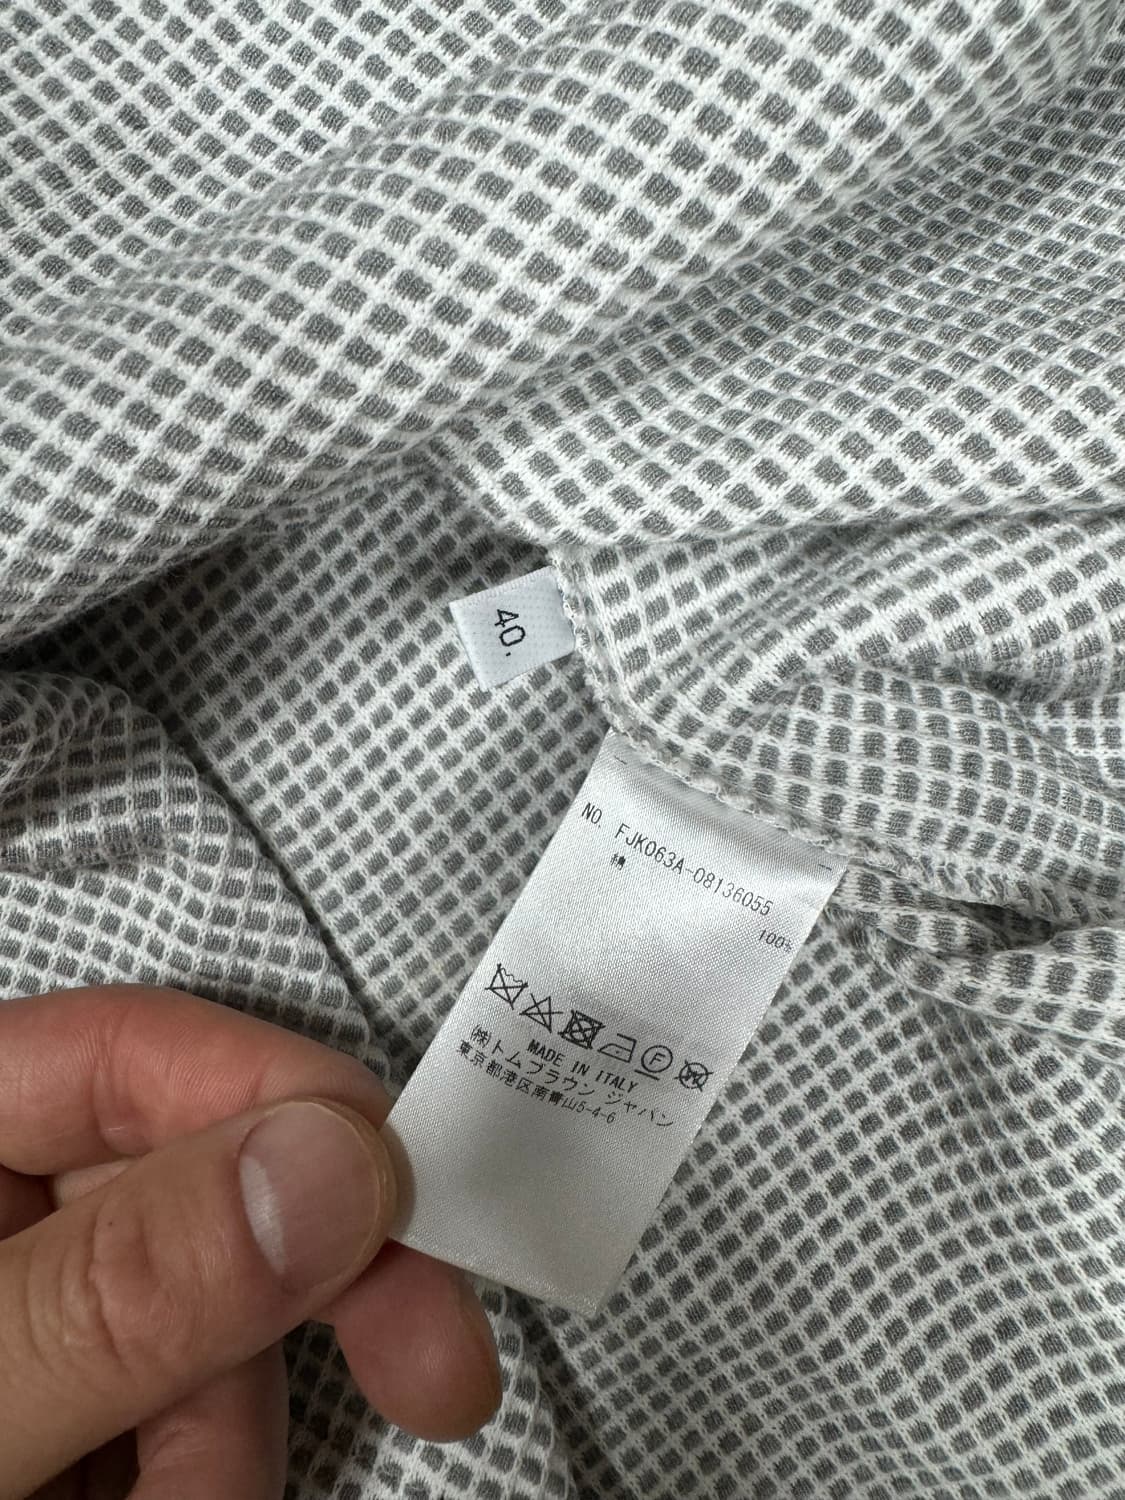 40.
NO. FJK063A-08136055
綿 100%
F
W
MADE IN ITALY
(株)トム ブラウン ジャパン
東京都港区南青山5-4-6